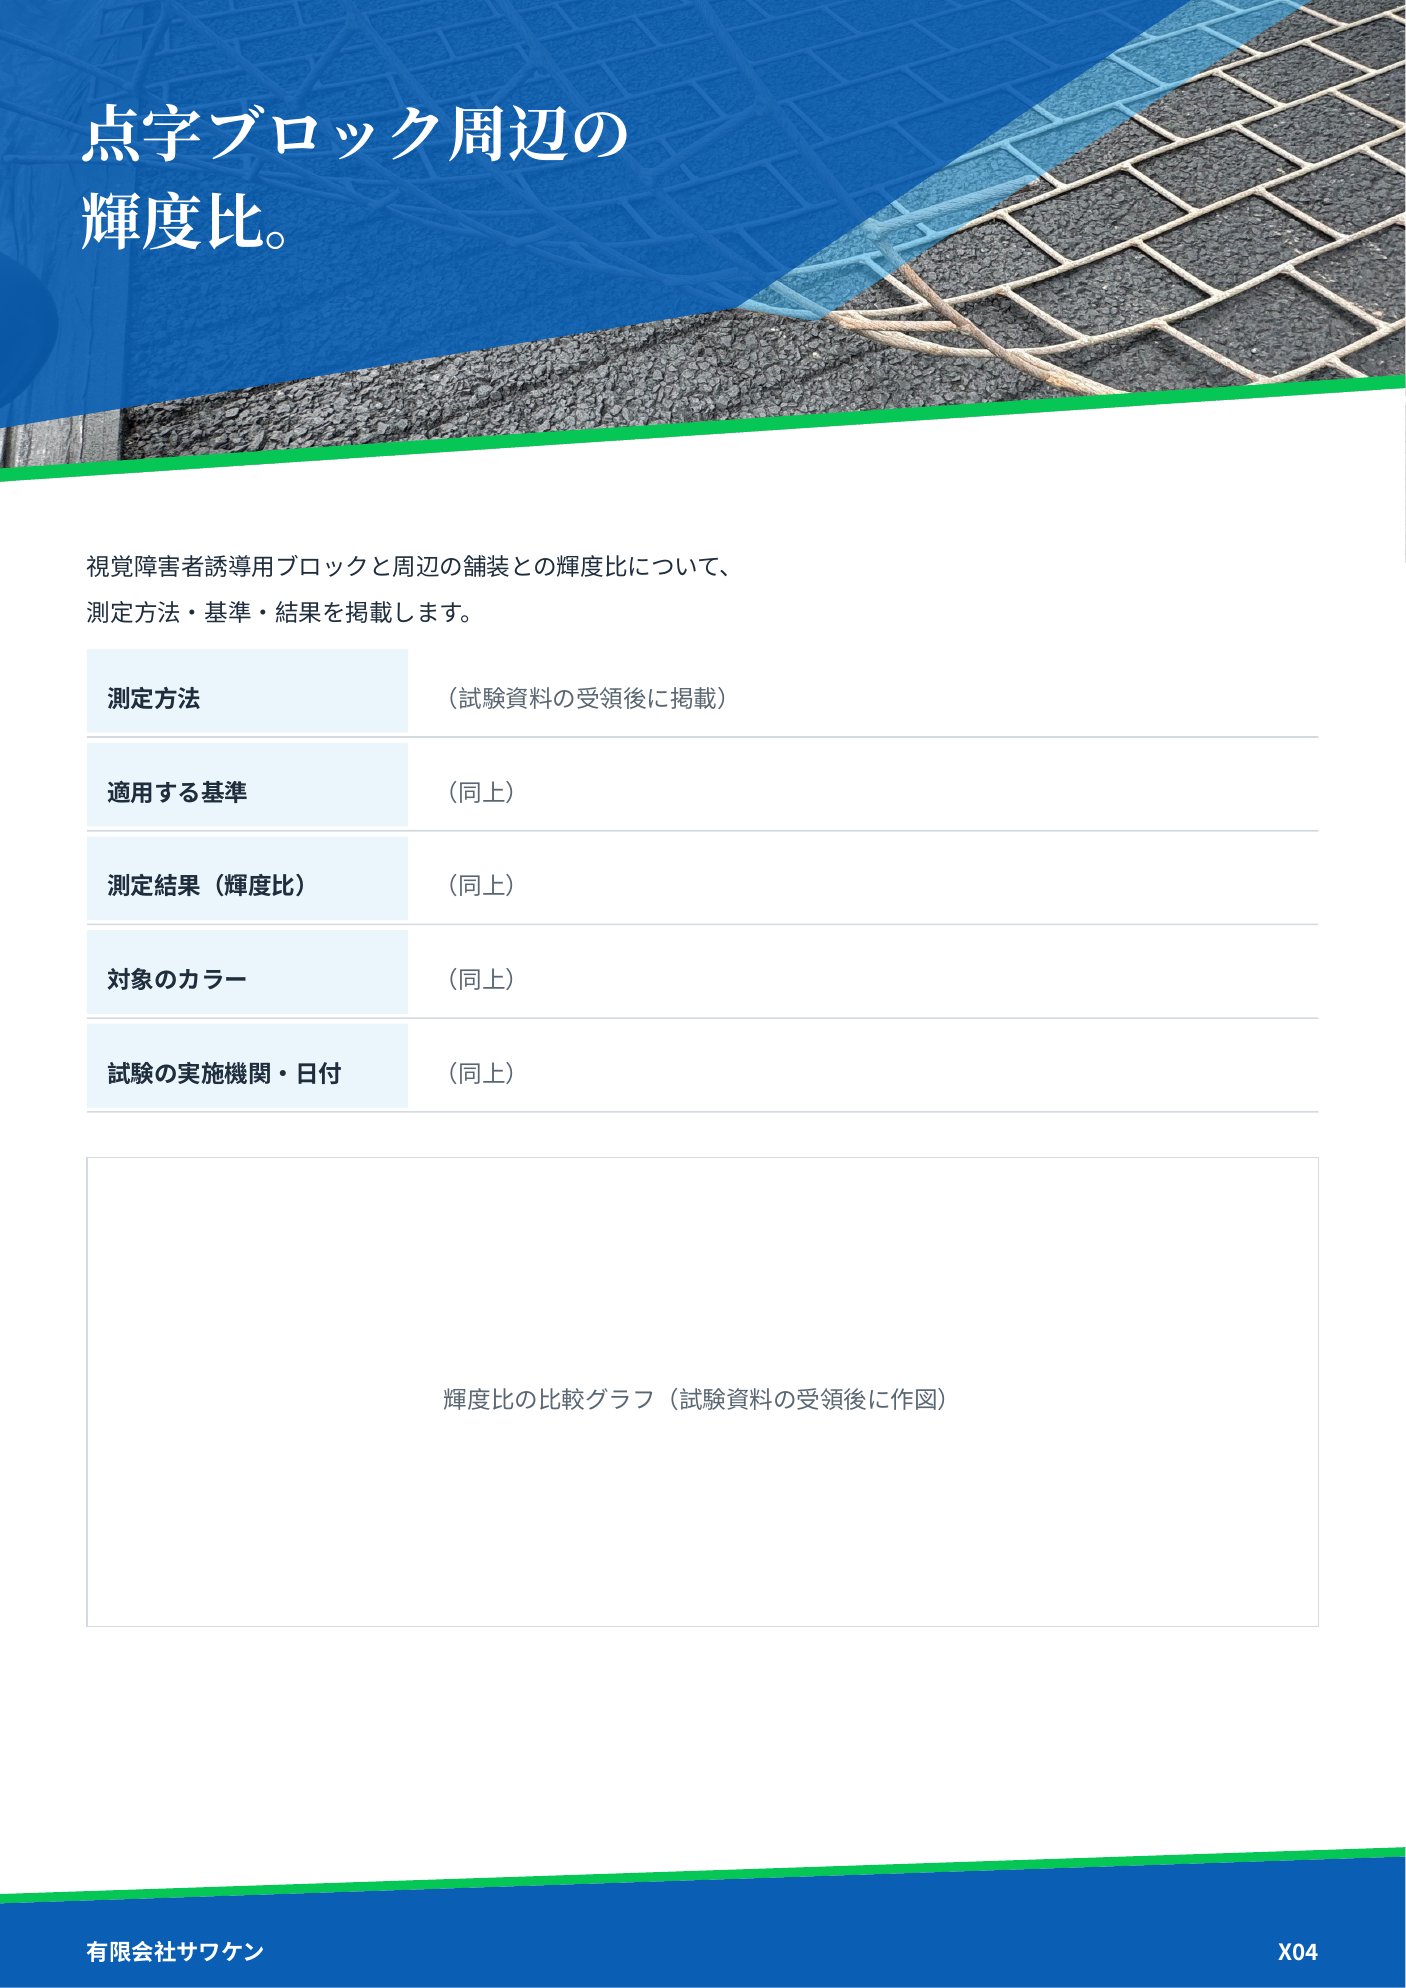 点字ブロック周辺の
輝度比。
視覚障害者誘導用ブロックと周辺の舗装との輝度比について、
測定方法・基準・結果を掲載します。
測定方法 （試験資料の受領後に掲載）
適用する基準 （同上）
測定結果（輝度比） （同上）
対象のカラー （同上）
試験の実施機関・日付 （同上）
輝度比の比較グラフ（試験資料の受領後に作図）
有限会社サワケン X04